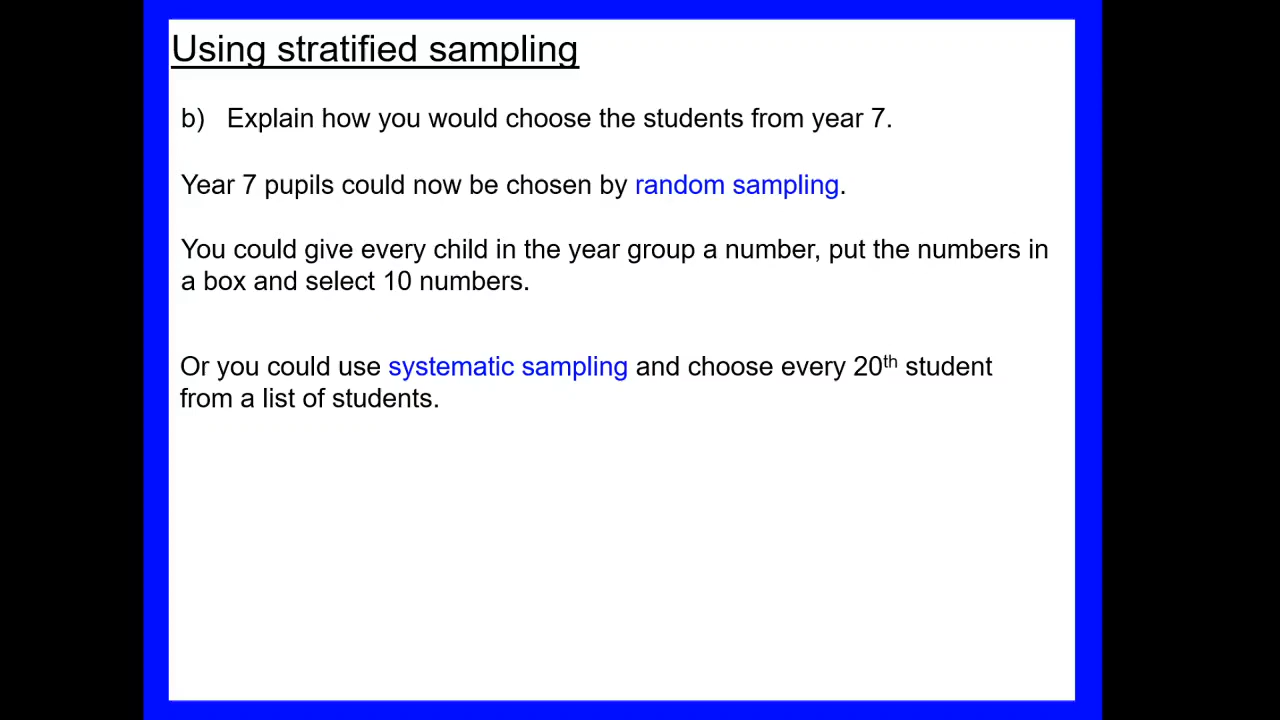 Using stratified sampling
b) Explain how you would choose the students from year 7.
Year 7 pupils could now be chosen by random sampling.
You could give every child in the year group a number, put the numbers in
a box and select 10 numbers.
Or you could use systematic sampling and choose every 20th student
from a list of students.